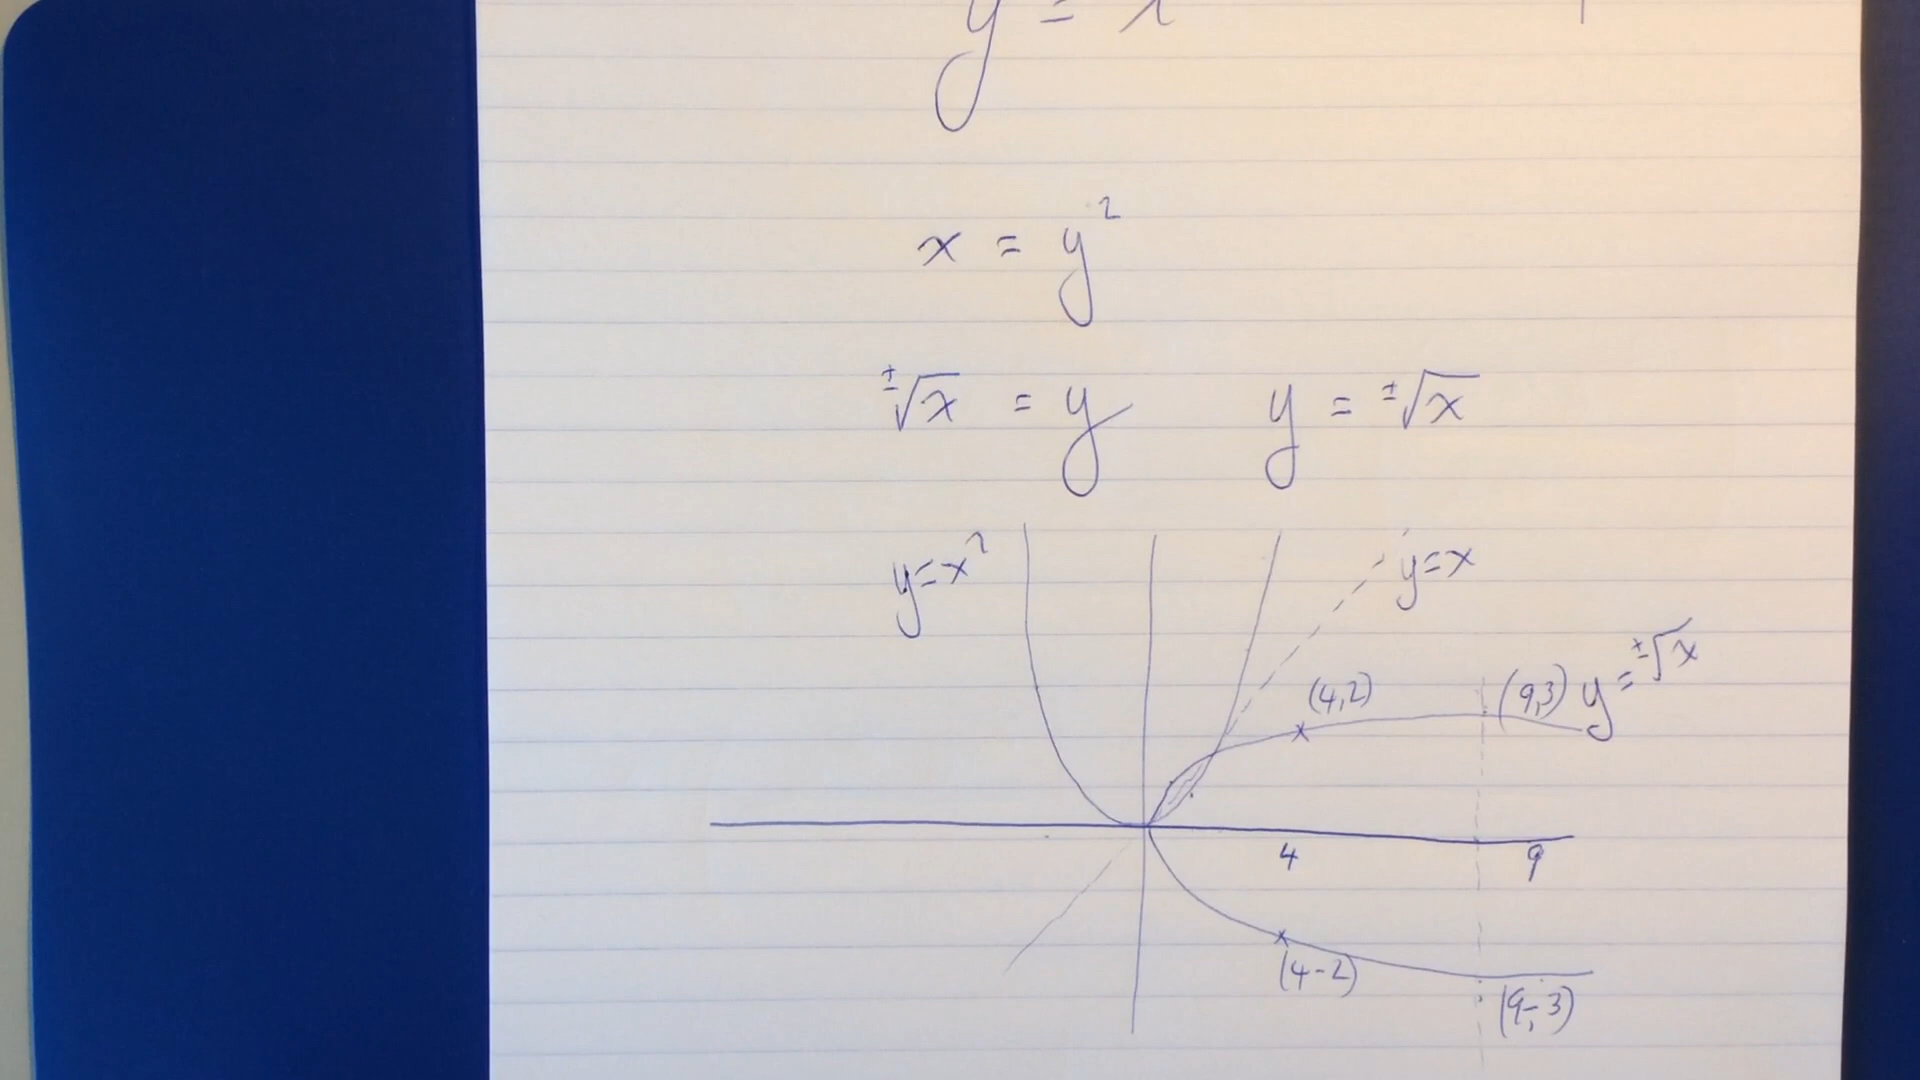 y = x
x = y²
±√x = y    y = ±√x
y=x²    y=x
(4,2)    (9,3) y=±√x
4    9
(4-2)
(9,-3)